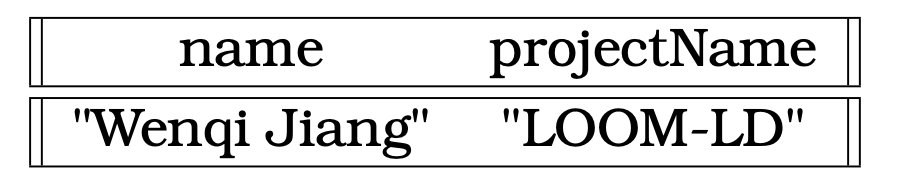 name projectName
"Wenqi Jiang" "LOOM-LD"